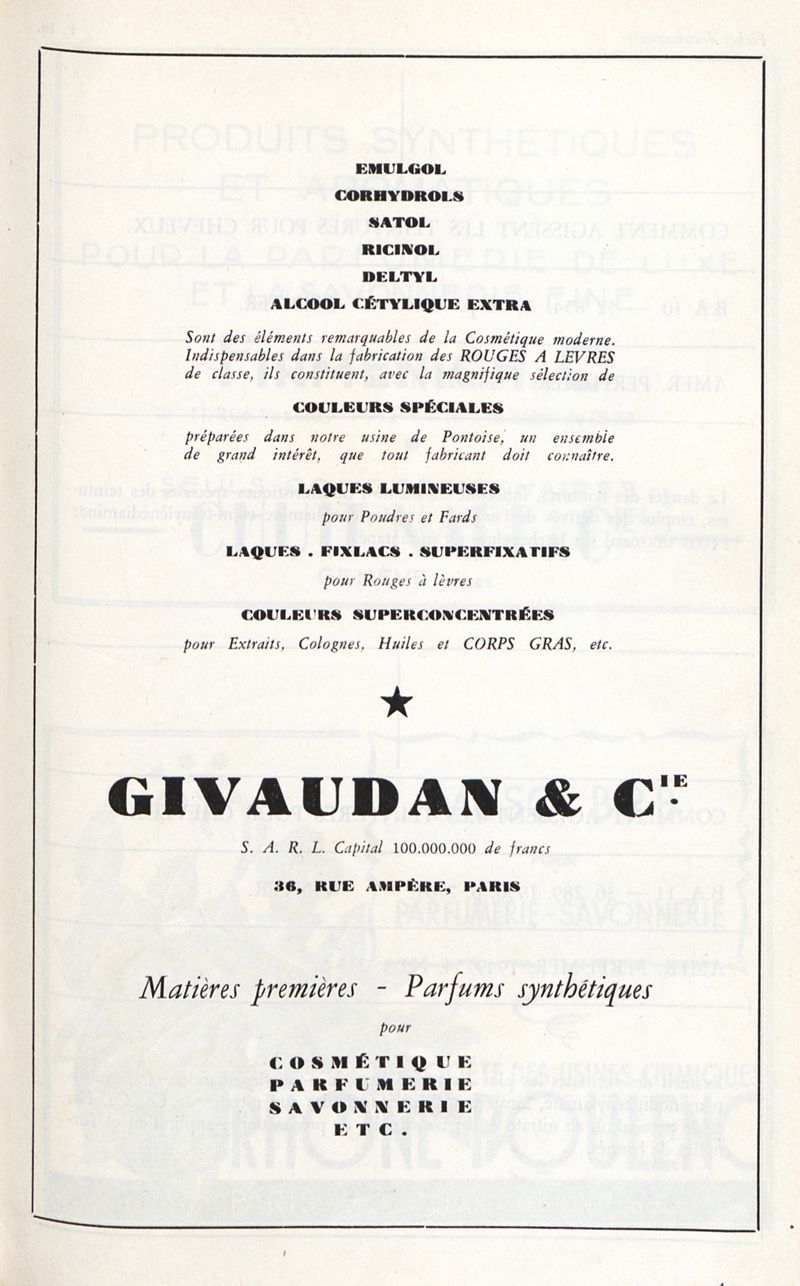 EMULGOL
CORHYDROLS
SATOL
RICINOL
DELTYL
ALCOOL CÉTYLIQUE EXTRA
Sont des éléments remarquables de la Cosmétique moderne.
Indispensables dans la fabrication des ROUGES A LEVRES
de classe, ils constituent, avec la magnifique sélection de
COULEURS SPÉCIALES
préparées dans notre usine de Pontoise, un ensemble
de grand intérêt, que tout fabricant doit connaître.
LAQUES LUMINEUSES
pour Poudres et Fards
LAQUES . FIXLACS . SUPERFIXATIFS
pour Rouges à lèvres
COULEURS SUPERCONCENTRÉES
pour Extraits, Colognes, Huiles et CORPS GRAS, etc.
GIVAUDAN & CIE.
S. A. R. L. Capital 100.000.000 de francs
36, RUE AMPÈRE, PARIS
Matières premières - Parfums synthétiques
pour
COSMÉTIQUE
PARFUMERIE
SAVONNERIE
ETC.